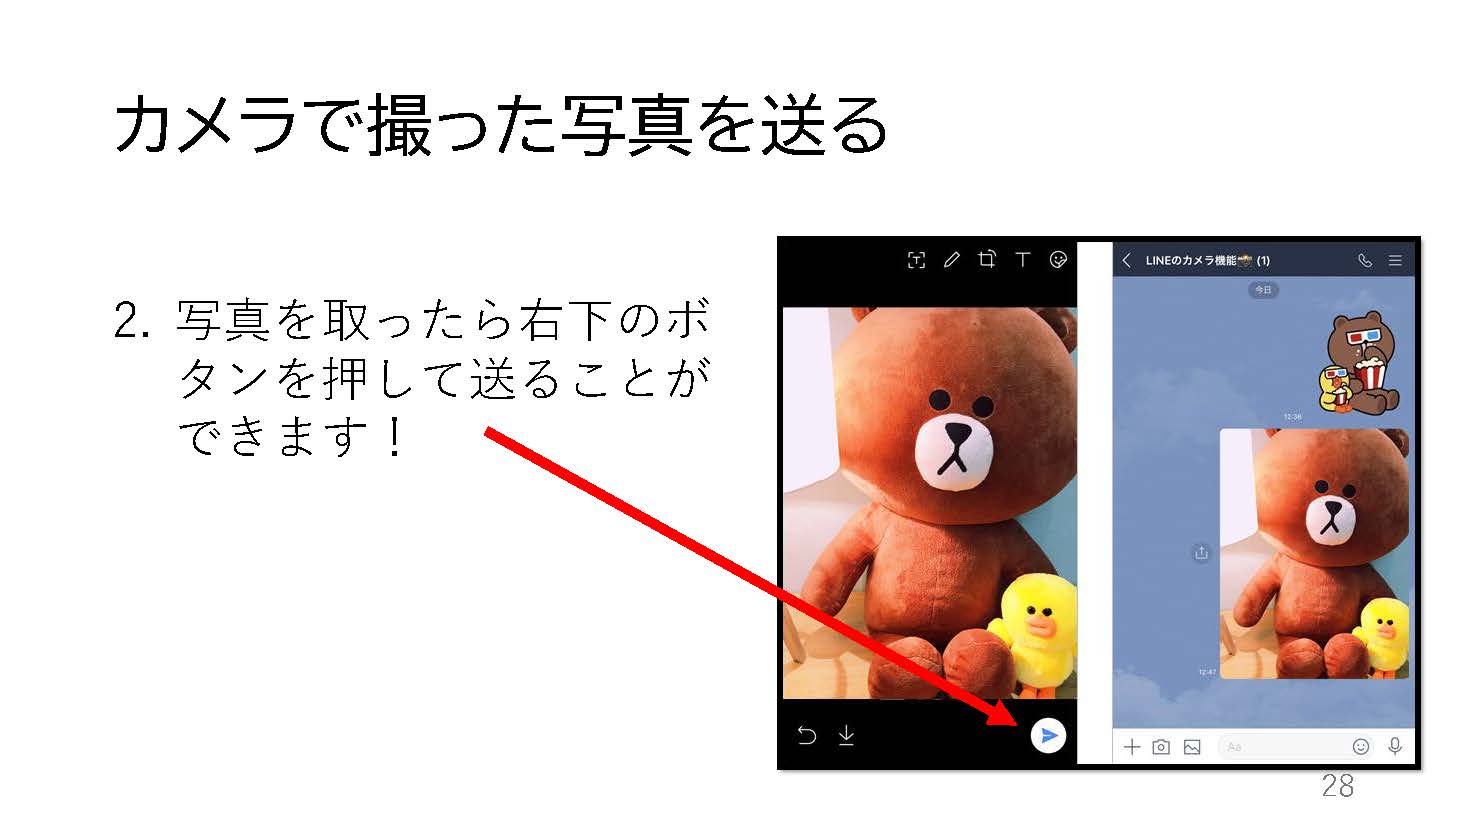 カメラで撮った写真を送る
2. 写真を取ったら右下のボ
タンを押して送ることが
できます！
T
T
LINEのカメラ機能 (1)
今日
12:36
12:47
Aa
28